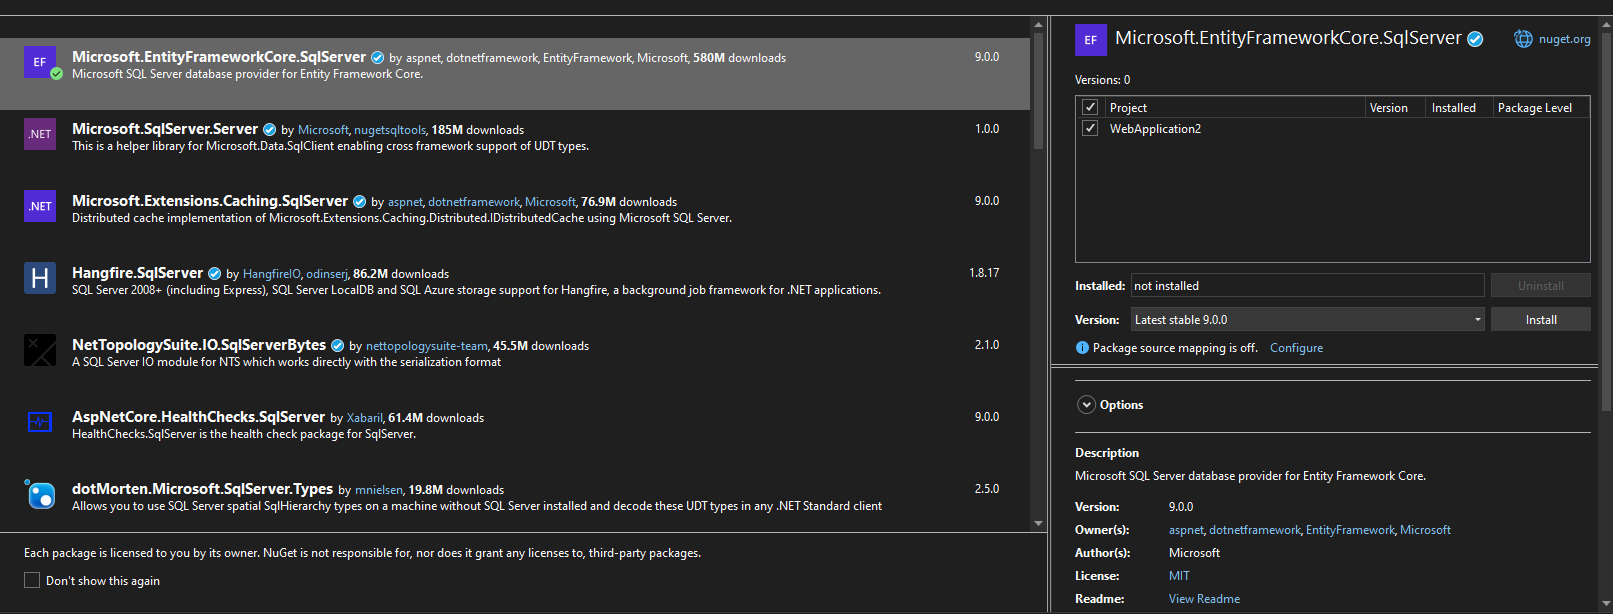 EF
Microsoft.EntityFrameworkCore.SqlServer by aspnet, dotnetframework, EntityFramework, Microsoft, 580M downloads 9.0.0
Microsoft SQL Server database provider for Entity Framework Core.
.NET
Microsoft.SqlServer.Server by Microsoft, nugetsqltools, 185M downloads 1.0.0
This is a helper library for Microsoft.Data.SqlClient enabling cross framework support of UDT types.
.NET
Microsoft.Extensions.Caching.SqlServer by aspnet, dotnetframework, Microsoft, 76.9M downloads 9.0.0
Distributed cache implementation of Microsoft.Extensions.Caching.Distributed.IDistributedCache using Microsoft SQL Server.
H
Hangfire.SqlServer by HangfireIO, odinserj, 86.2M downloads 1.8.17
SQL Server 2008+ (including Express), SQL Server LocalDB and SQL Azure storage support for Hangfire, a background job framework for .NET applications.
NetTopologySuite.IO.SqlServerBytes by nettopologysuite-team, 45.5M downloads 2.1.0
A SQL Server IO module for NTS which works directly with the serialization format
AspNetCore.HealthChecks.SqlServer by Xabaril, 61.4M downloads 9.0.0
HealthChecks.SqlServer is the health check package for SqlServer.
dotMorten.Microsoft.SqlServer.Types by mnielsen, 19.8M downloads 2.5.0
Allows you to use SQL Server spatial SqlHierarchy types on a machine without SQL Server installed and decode these UDT types in any .NET Standard client
Each package is licensed to you by its owner. NuGet is not responsible for, nor does it grant any licenses to, third-party packages.
Don't show this again
EF
Microsoft.EntityFrameworkCore.SqlServer nuget.org
Versions: 0
Project Version Installed Package Level
WebApplication2
Installed: not installed Uninstall
Version: Latest stable 9.0.0 Install
Package source mapping is off. Configure
Options
Description
Microsoft SQL Server database provider for Entity Framework Core.
Version: 9.0.0
Owner(s): aspnet, dotnetframework, EntityFramework, Microsoft
Author(s): Microsoft
License: MIT
Readme: View Readme